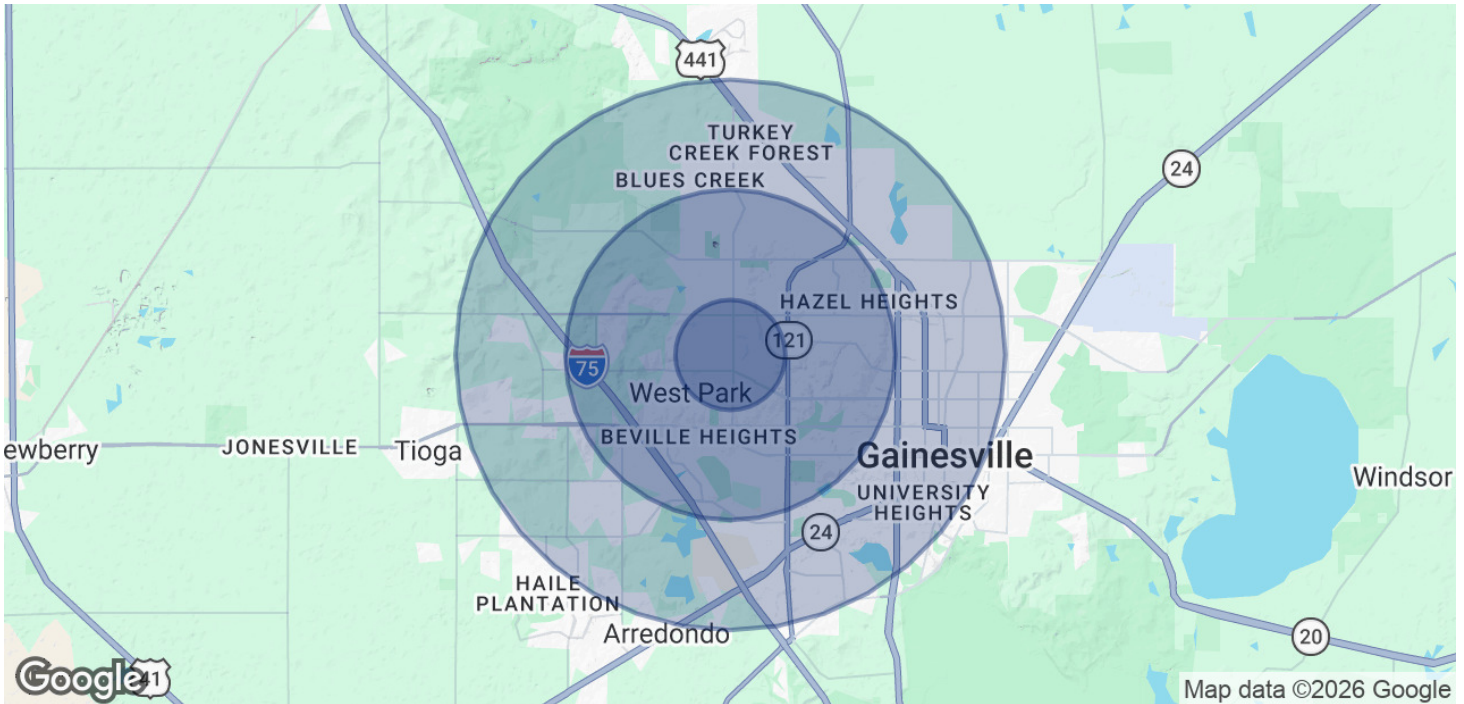 441
TURKEY
CREEK FOREST
BLUES CREEK
24
HAZEL HEIGHTS
121
75
West Park
BEVILLE HEIGHTS
ewberry
JONESVILLE
Tioga
Gainesville
Windsor
UNIVERSITY
HEIGHTS
24
HAILE
PLANTATION
Arredondo
20
Google
41
Map data ©2026 Google